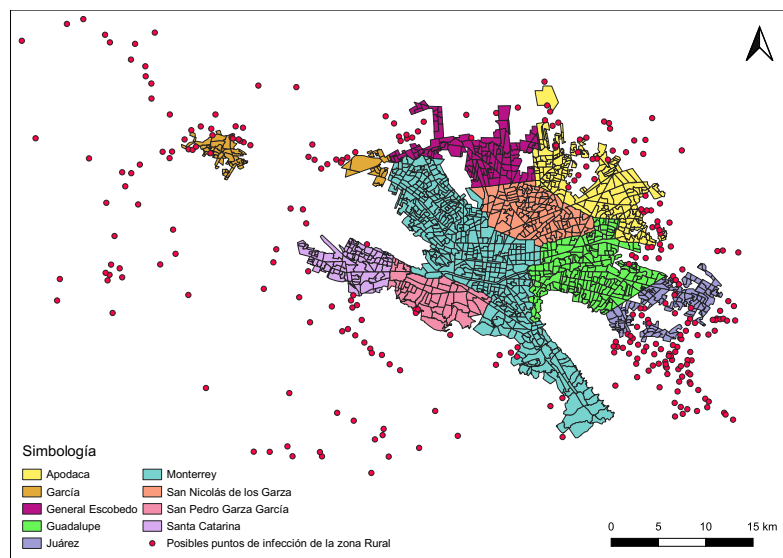 Simbología
Apodaca
García
General Escobedo
Guadalupe
Juárez
Monterrey
San Nicolás de los Garza
San Pedro Garza García
Santa Catarina
Posibles puntos de infección de la zona Rural
0 5 10 15 km